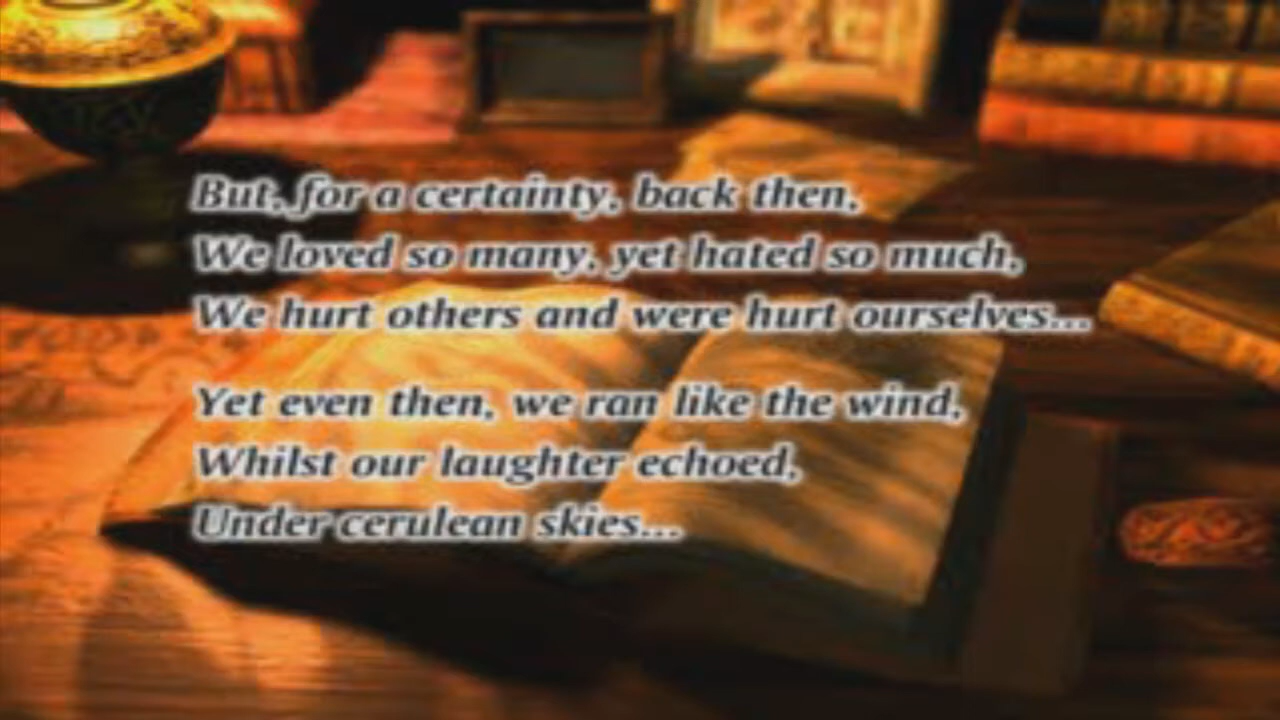 But, for a certainty, back then,
We loved so many, yet hated so much,
We hurt others and were hurt ourselves...
Yet even then, we ran like the wind,
Whilst our laughter echoed,
Under cerulean skies...